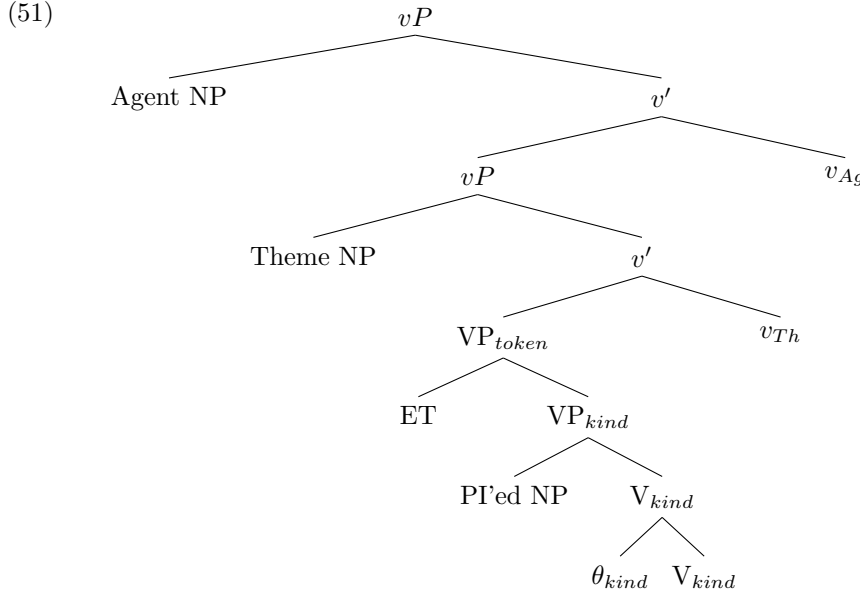 (51)
vP
Agent NP v′
vP v_Ag
Theme NP v′
VP_token v_Th
ET VP_kind
PI'ed NP V_kind
θ_kind V_kind